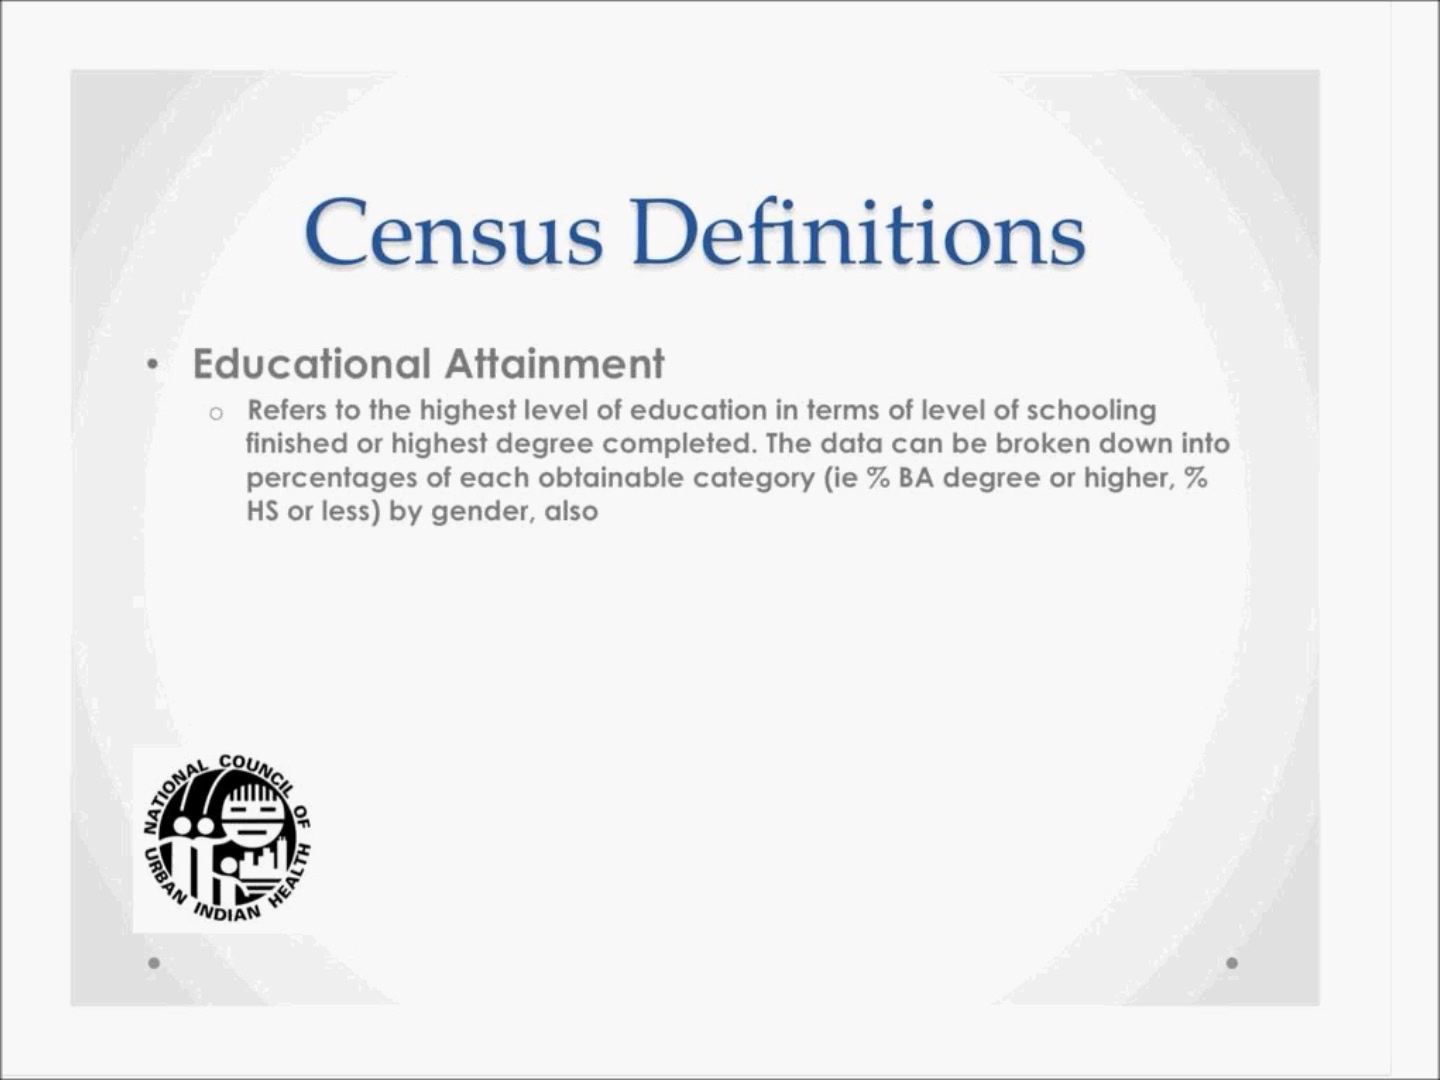 Census Definitions
• Educational Attainment
o Refers to the highest level of education in terms of level of schooling
finished or highest degree completed. The data can be broken down into
percentages of each obtainable category (ie % BA degree or higher, %
HS or less) by gender, also
NATIONAL COUNCIL OF
URBAN INDIAN HEALTH